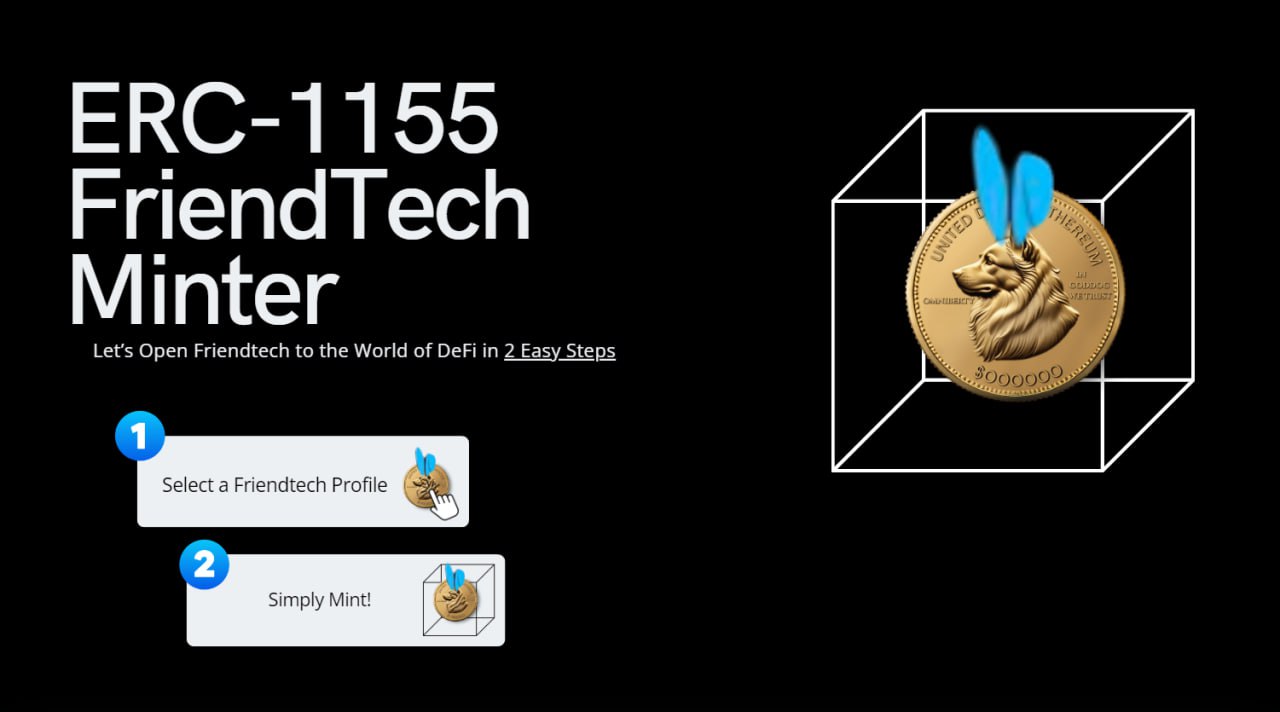 ERC-1155
FriendTech
Minter
Let’s Open Friendtech to the World of DeFi in 2 Easy Steps
1
Select a Friendtech Profile
2
Simply Mint!
UNITED D
THEREUM
OMNIBERTY
IN
GODDOG
WE TRUST
$000000